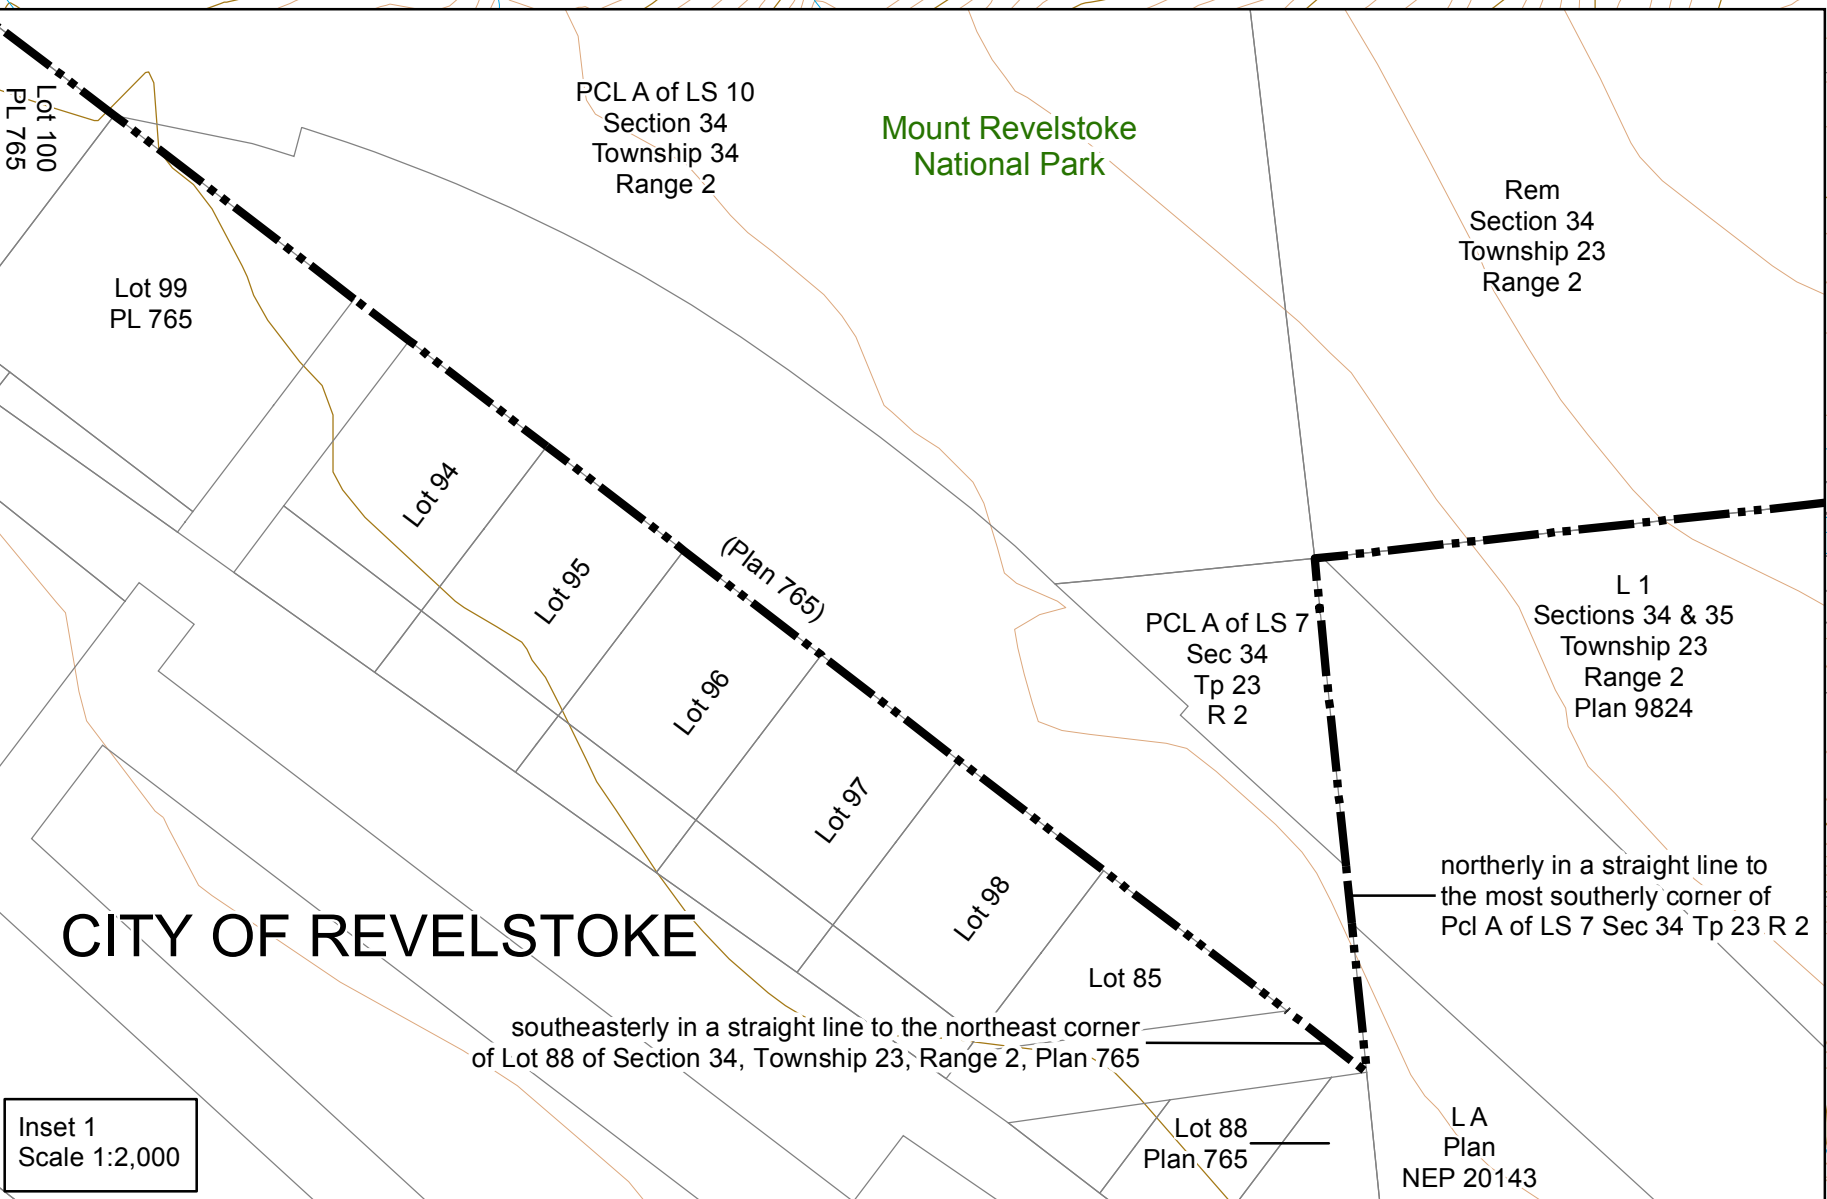 PCL A of LS 10
Section 34
Township 34
Range 2
Mount Revelstoke
National Park
Rem
Section 34
Township 23
Range 2
Lot 100
PL 765
Lot 99
PL 765
Lot 94
Lot 95
Lot 96
Lot 97
Lot 98
(Plan 765)
PCL A of LS 7
Sec 34
Tp 23
R 2
L 1
Sections 34 & 35
Township 23
Range 2
Plan 9824
northerly in a straight line to
the most southerly corner of
Pcl A of LS 7 Sec 34 Tp 23 R 2
CITY OF REVELSTOKE
Lot 85
southeasterly in a straight line to the northeast corner
of Lot 88 of Section 34, Township 23, Range 2, Plan 765
Lot 88
Plan 765
L A
Plan
NEP 20143
Inset 1
Scale 1:2,000